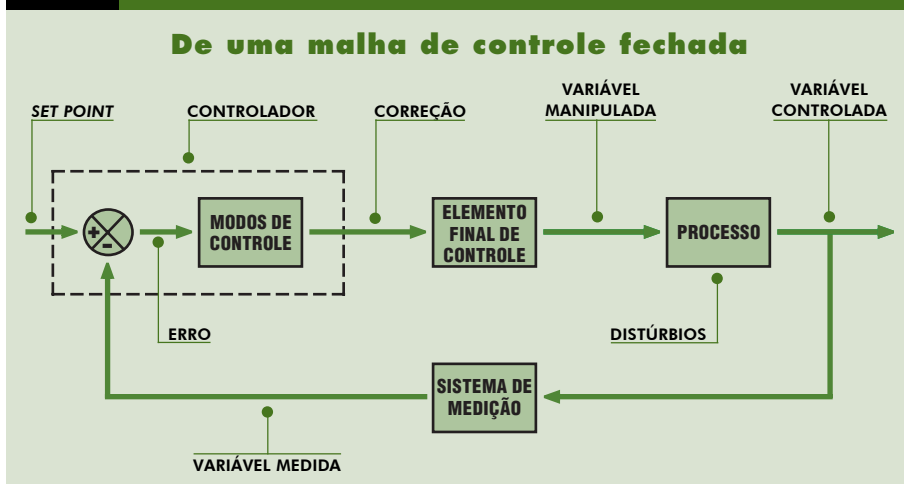 De uma malha de controle fechada
SET POINT
CONTROLADOR
CORREÇÃO
VARIÁVEL
MANIPULADA
VARIÁVEL
CONTROLADA
+
-
MODOS DE
CONTROLE
ELEMENTO
FINAL DE
CONTROLE
PROCESSO
ERRO
DISTÚRBIOS
SISTEMA DE
MEDIÇÃO
VARIÁVEL MEDIDA